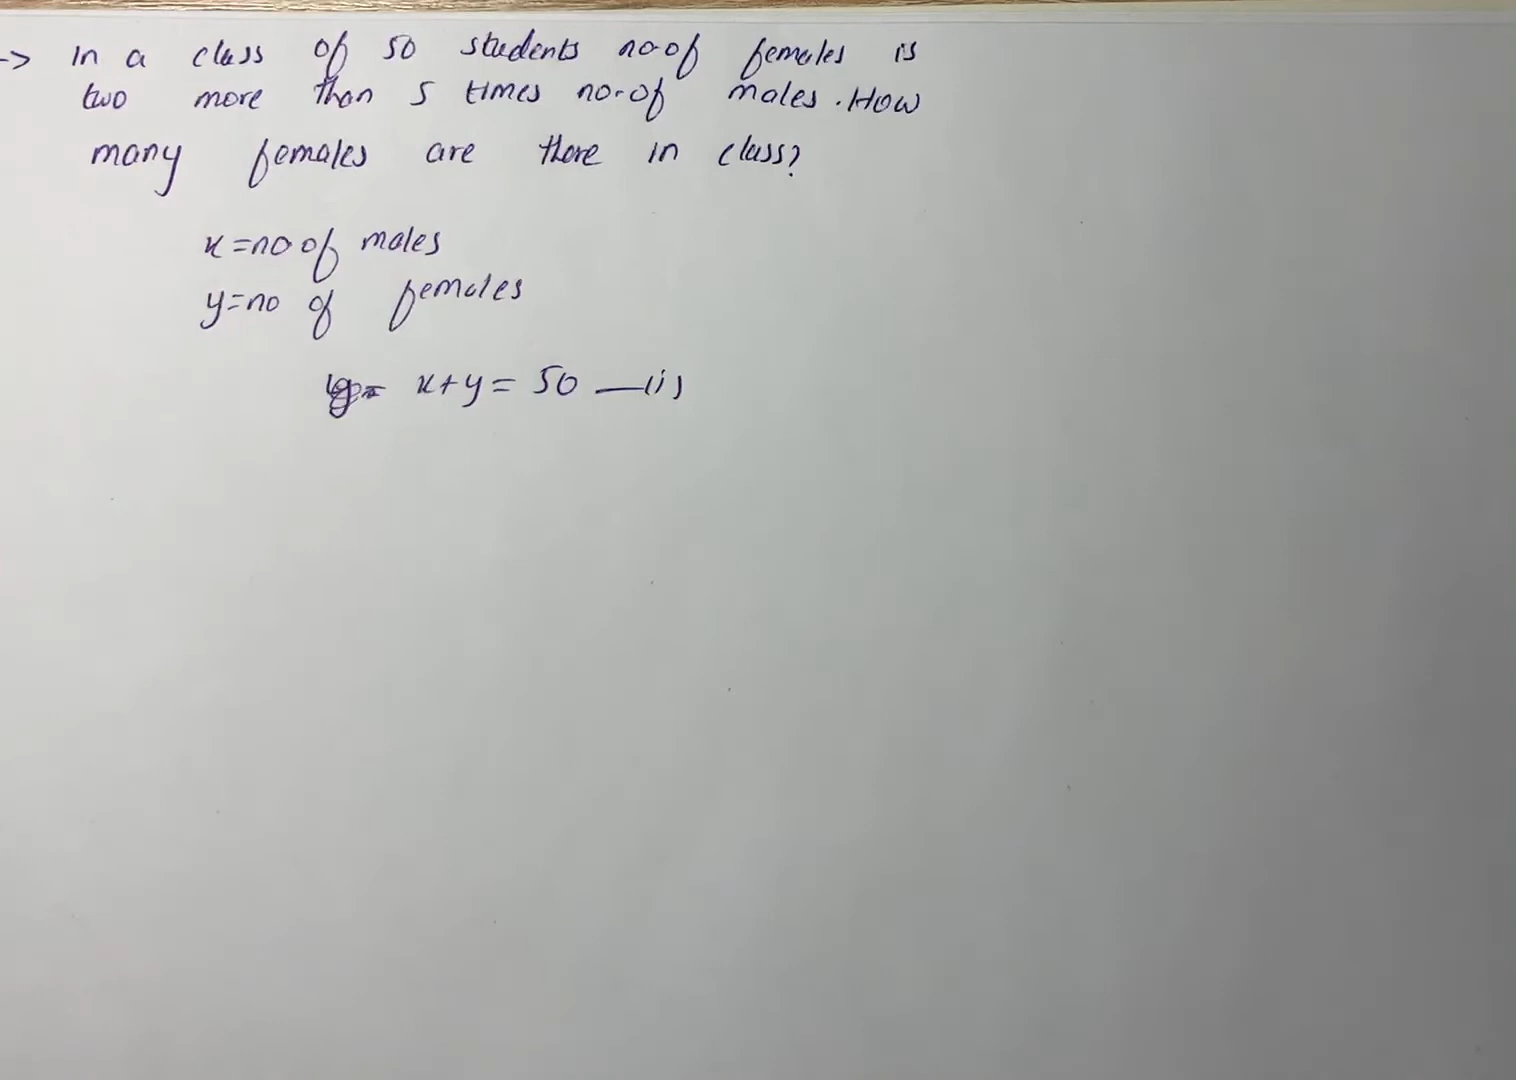 -> In a class of 50 students no.of females is
two more than 5 times no.of males. How
many females are there in class?
x=no of males
y=no of females
x+y= 50 —(i)